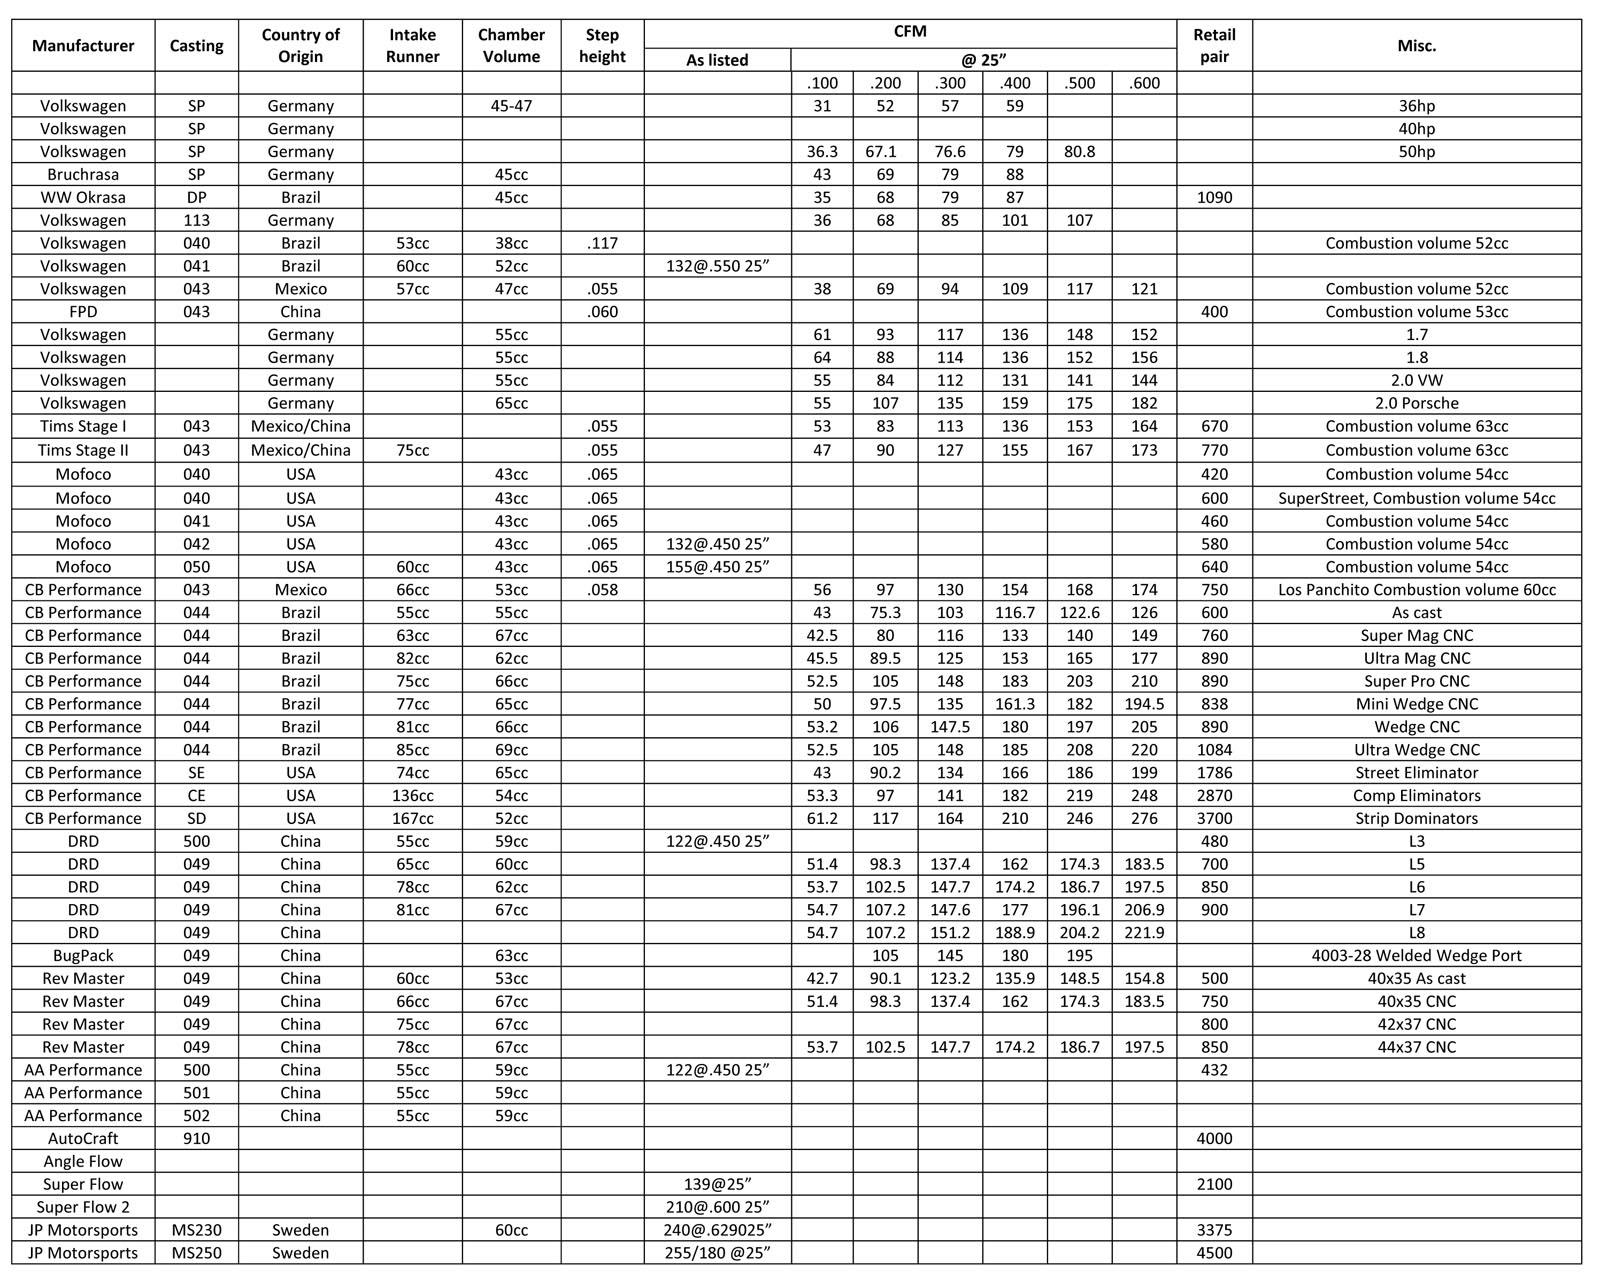 Manufacturer Casting Country of Origin Intake Runner Chamber Volume Step height CFM Retail pair Misc.
As listed @ 25”
.100 .200 .300 .400 .500 .600
Volkswagen SP Germany 45-47 31 52 57 59 36hp
Volkswagen SP Germany 40hp
Volkswagen SP Germany 36.3 67.1 76.6 79 80.8 50hp
Bruchrasa SP Germany 45cc 43 69 79 88
WW Okrasa DP Brazil 45cc 35 68 79 87 1090
Volkswagen 113 Germany 36 68 85 101 107
Volkswagen 040 Brazil 53cc 38cc .117 Combustion volume 52cc
Volkswagen 041 Brazil 60cc 52cc 132@.550 25”
Volkswagen 043 Mexico 57cc 47cc .055 38 69 94 109 117 121 Combustion volume 52cc
FPD 043 China .060 400 Combustion volume 53cc
Volkswagen Germany 55cc 61 93 117 136 148 152 1.7
Volkswagen Germany 55cc 64 88 114 136 152 156 1.8
Volkswagen Germany 55cc 55 84 112 131 141 144 2.0 VW
Volkswagen Germany 65cc 55 107 135 159 175 182 2.0 Porsche
Tims Stage I 043 Mexico/China .055 53 83 113 136 153 164 670 Combustion volume 63cc
Tims Stage II 043 Mexico/China 75cc .055 47 90 127 155 167 173 770 Combustion volume 63cc
Mofoco 040 USA 43cc .065 420 Combustion volume 54cc
Mofoco 040 USA 43cc .065 600 SuperStreet, Combustion volume 54cc
Mofoco 041 USA 43cc .065 460 Combustion volume 54cc
Mofoco 042 USA 43cc .065 132@.450 25” 580 Combustion volume 54cc
Mofoco 050 USA 60cc 43cc .065 155@.450 25” 640 Combustion volume 54cc
CB Performance 043 Mexico 66cc 53cc .058 56 97 130 154 168 174 750 Los Panchito Combustion volume 60cc
CB Performance 044 Brazil 55cc 55cc 43 75.3 103 116.7 122.6 126 600 As cast
CB Performance 044 Brazil 63cc 67cc 42.5 80 116 133 140 149 760 Super Mag CNC
CB Performance 044 Brazil 82cc 62cc 45.5 89.5 125 153 165 177 890 Ultra Mag CNC
CB Performance 044 Brazil 75cc 66cc 52.5 105 148 183 203 210 890 Super Pro CNC
CB Performance 044 Brazil 77cc 65cc 50 97.5 135 161.3 182 194.5 838 Mini Wedge CNC
CB Performance 044 Brazil 81cc 66cc 53.2 106 147.5 180 197 205 890 Wedge CNC
CB Performance 044 Brazil 85cc 69cc 52.5 105 148 185 208 220 1084 Ultra Wedge CNC
CB Performance SE USA 74cc 65cc 43 90.2 134 166 186 199 1786 Street Eliminator
CB Performance CE USA 136cc 54cc 53.3 97 141 182 219 248 2870 Comp Eliminators
CB Performance SD USA 167cc 52cc 61.2 117 164 210 246 276 3700 Strip Dominators
DRD 500 China 55cc 59cc 122@.450 25” 480 L3
DRD 049 China 65cc 60cc 51.4 98.3 137.4 162 174.3 183.5 700 L5
DRD 049 China 78cc 62cc 53.7 102.5 147.7 174.2 186.7 197.5 850 L6
DRD 049 China 81cc 67cc 54.7 107.2 147.6 177 196.1 206.9 900 L7
DRD 049 China 54.7 107.2 151.2 188.9 204.2 221.9 L8
BugPack 049 China 63cc 105 145 180 195 4003-28 Welded Wedge Port
Rev Master 049 China 60cc 53cc 42.7 90.1 123.2 135.9 148.5 154.8 500 40x35 As cast
Rev Master 049 China 66cc 67cc 51.4 98.3 137.4 162 174.3 183.5 750 40x35 CNC
Rev Master 049 China 75cc 67cc 800 42x37 CNC
Rev Master 049 China 78cc 67cc 53.7 102.5 147.7 174.2 186.7 197.5 850 44x37 CNC
AA Performance 500 China 55cc 59cc 122@.450 25” 432
AA Performance 501 China 55cc 59cc
AA Performance 502 China 55cc 59cc
AutoCraft 910 4000
Angle Flow
Super Flow 139@25” 2100
Super Flow 2 210@.600 25”
JP Motorsports MS230 Sweden 60cc 240@.629025” 3375
JP Motorsports MS250 Sweden 255/180 @25” 4500